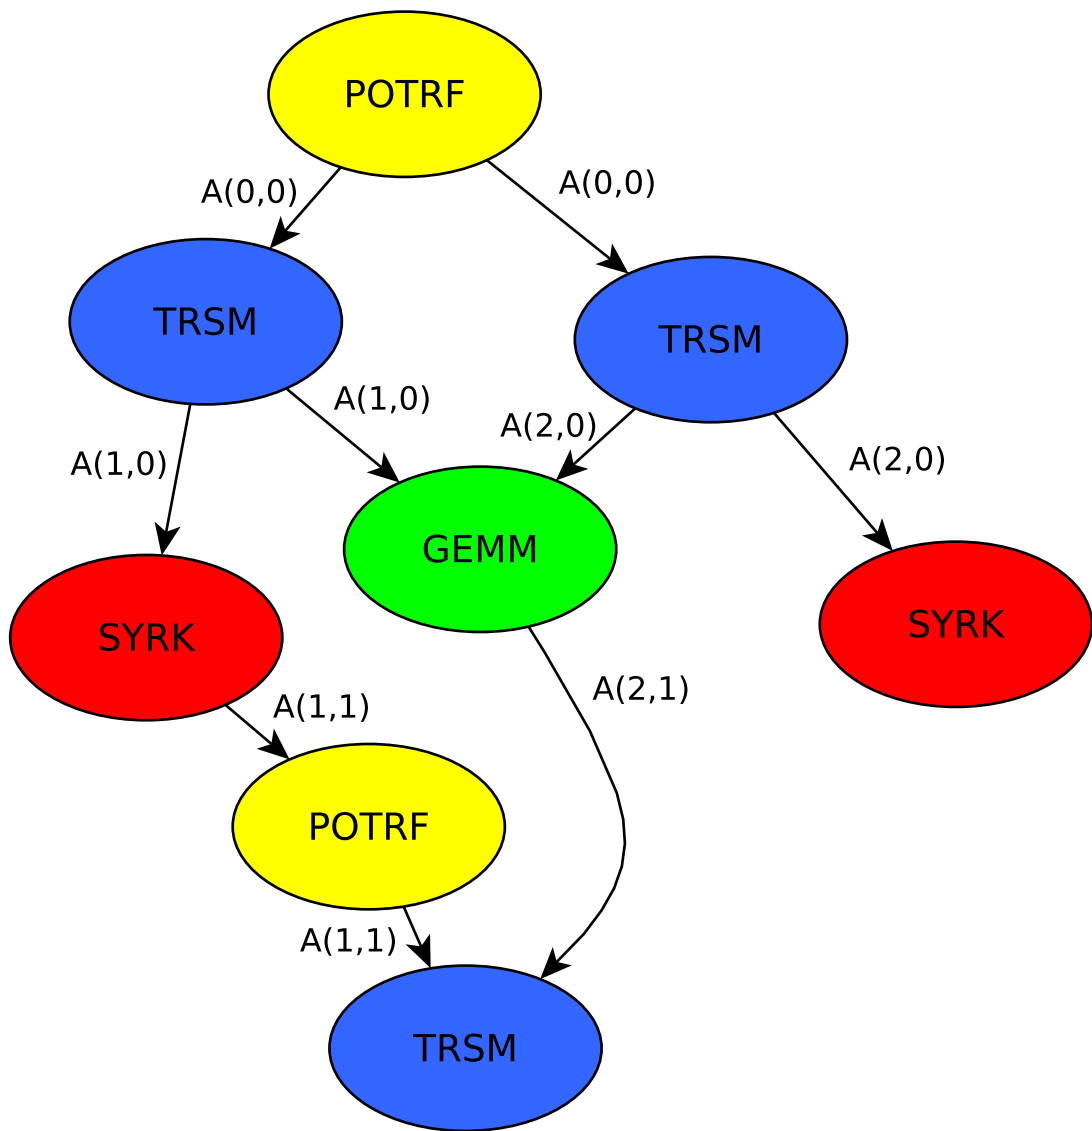 POTRF
A(0,0)
A(0,0)
TRSM
TRSM
A(1,0)
A(2,0)
A(1,0)
A(2,0)
GEMM
SYRK
SYRK
A(1,1)
A(2,1)
POTRF
A(1,1)
TRSM